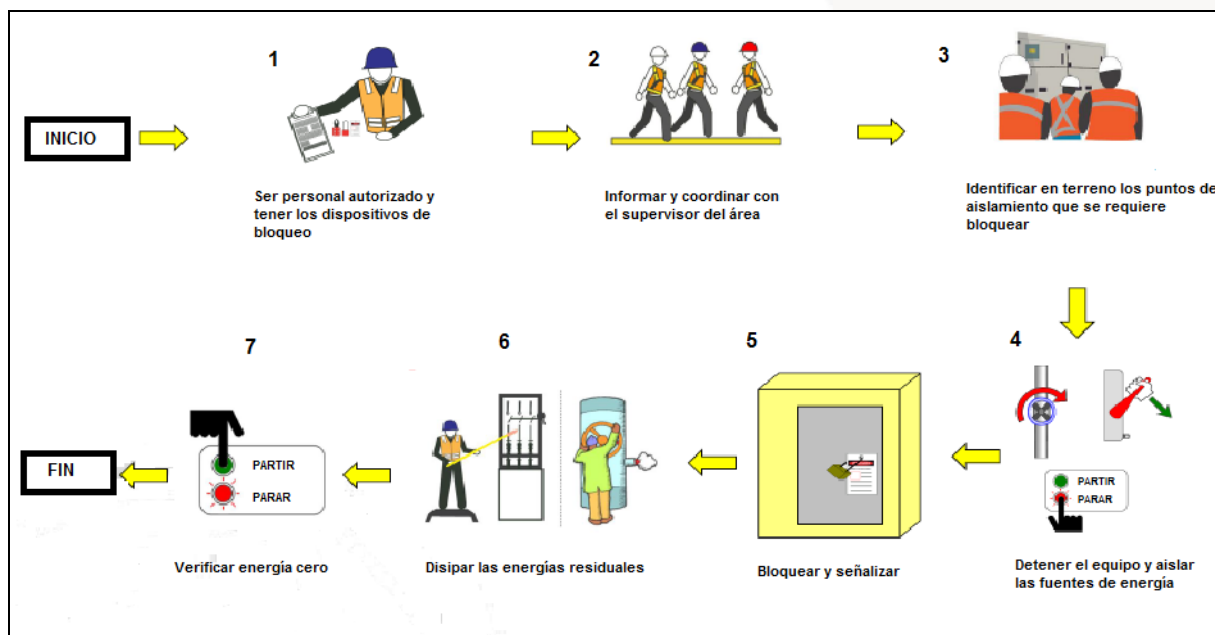 INICIO
1
Ser personal autorizado y
tener los dispositivos de
bloqueo
2
Informar y coordinar con
el supervisor del área
3
Identificar en terreno los puntos de
aislamiento que se requiere
bloquear
4
PARTIR
PARAR
Detener el equipo y aislar
las fuentes de energía
5
Bloquear y señalizar
6
Disipar las energías residuales
7
PARTIR
PARAR
Verificar energía cero
FIN